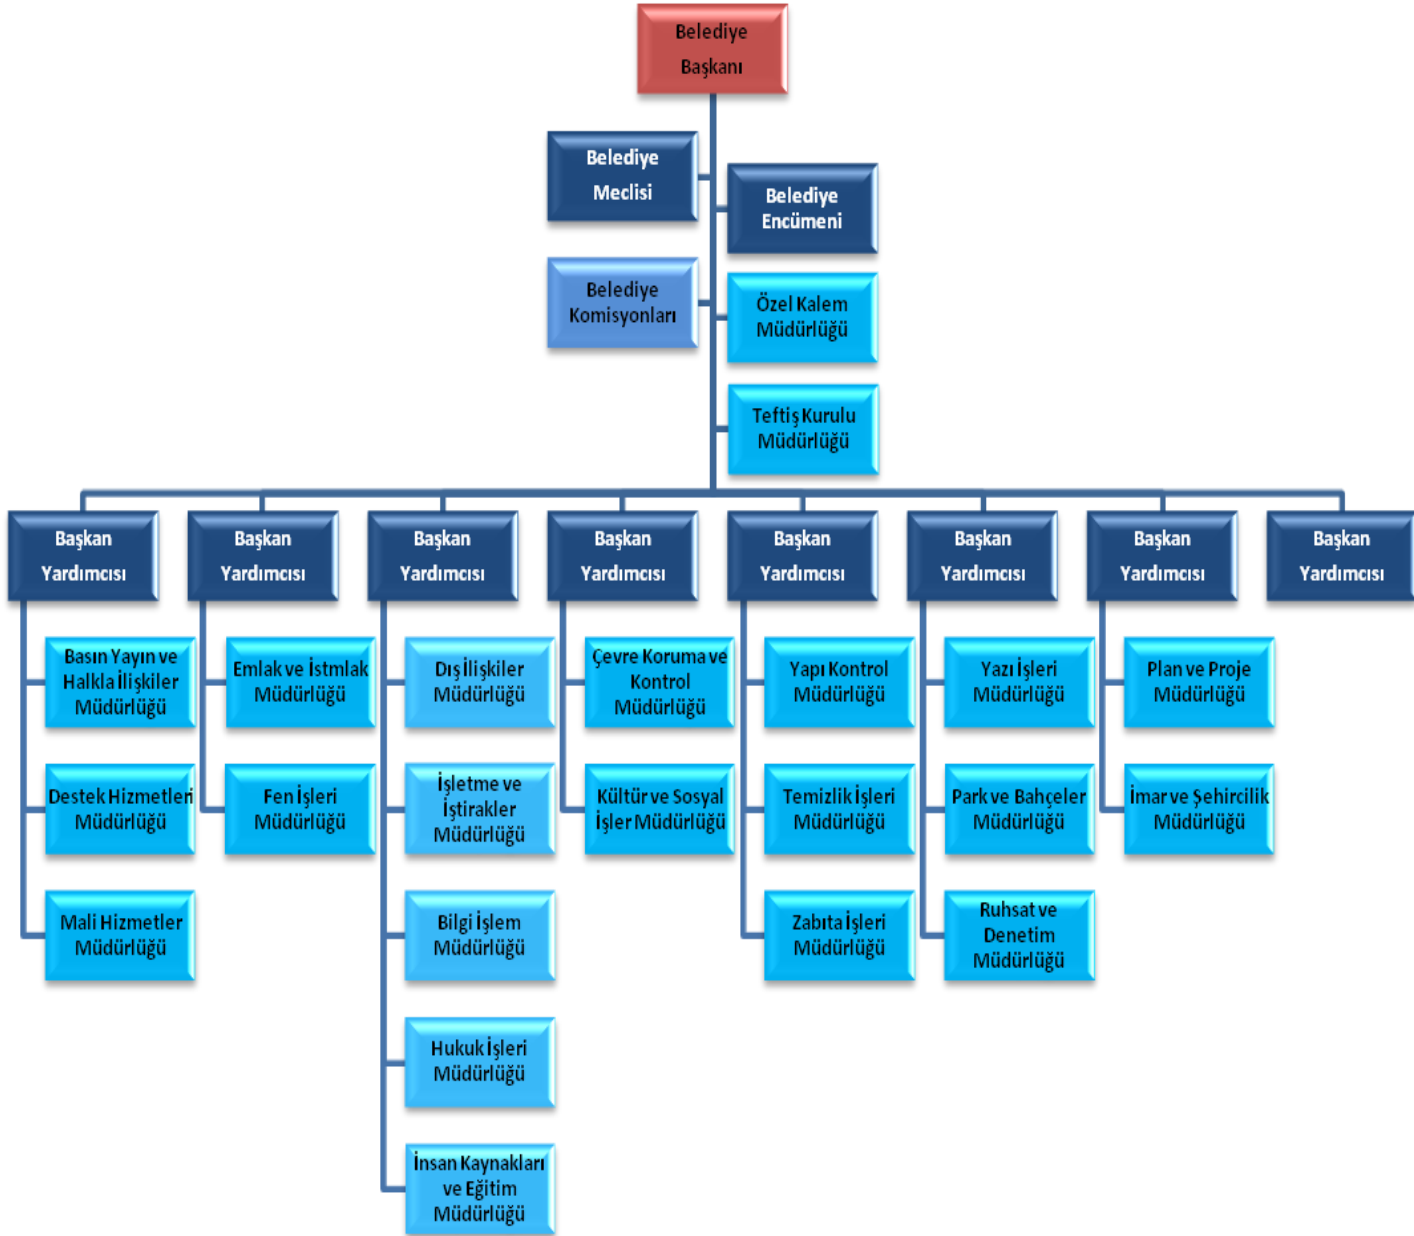 Belediye
Başkanı
Belediye
Meclisi
Belediye
Encümeni
Belediye
Komisyonları
Özel Kalem
Müdürlüğü
Teftiş Kurulu
Müdürlüğü
Başkan
Yardımcısı
Başkan
Yardımcısı
Başkan
Yardımcısı
Başkan
Yardımcısı
Başkan
Yardımcısı
Başkan
Yardımcısı
Başkan
Yardımcısı
Başkan
Yardımcısı
Basın Yayın ve
Halkla İlişkiler
Müdürlüğü
Emlak ve İstmlak
Müdürlüğü
Dış İlişkiler
Müdürlüğü
Çevre Koruma ve
Kontrol
Müdürlüğü
Yapı Kontrol
Müdürlüğü
Yazı İşleri
Müdürlüğü
Plan ve Proje
Müdürlüğü
Destek Hizmetleri
Müdürlüğü
Fen İşleri
Müdürlüğü
İşletme ve
İştirakler
Müdürlüğü
Kültür ve Sosyal
İşler Müdürlüğü
Temizlik İşleri
Müdürlüğü
Park ve Bahçeler
Müdürlüğü
İmar ve Şehircilik
Müdürlüğü
Mali Hizmetler
Müdürlüğü
Bilgi İşlem
Müdürlüğü
Zabıta İşleri
Müdürlüğü
Ruhsat ve
Denetim
Müdürlüğü
Hukuk İşleri
Müdürlüğü
İnsan Kaynakları
ve Eğitim
Müdürlüğü